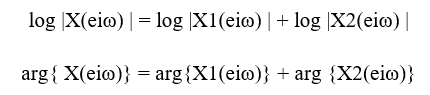 log |X(eiω) | = log |X1(eiω) | + log |X2(eiω) |
arg{ X(eiω)} = arg{X1(eiω)} + arg {X2(eiω)}